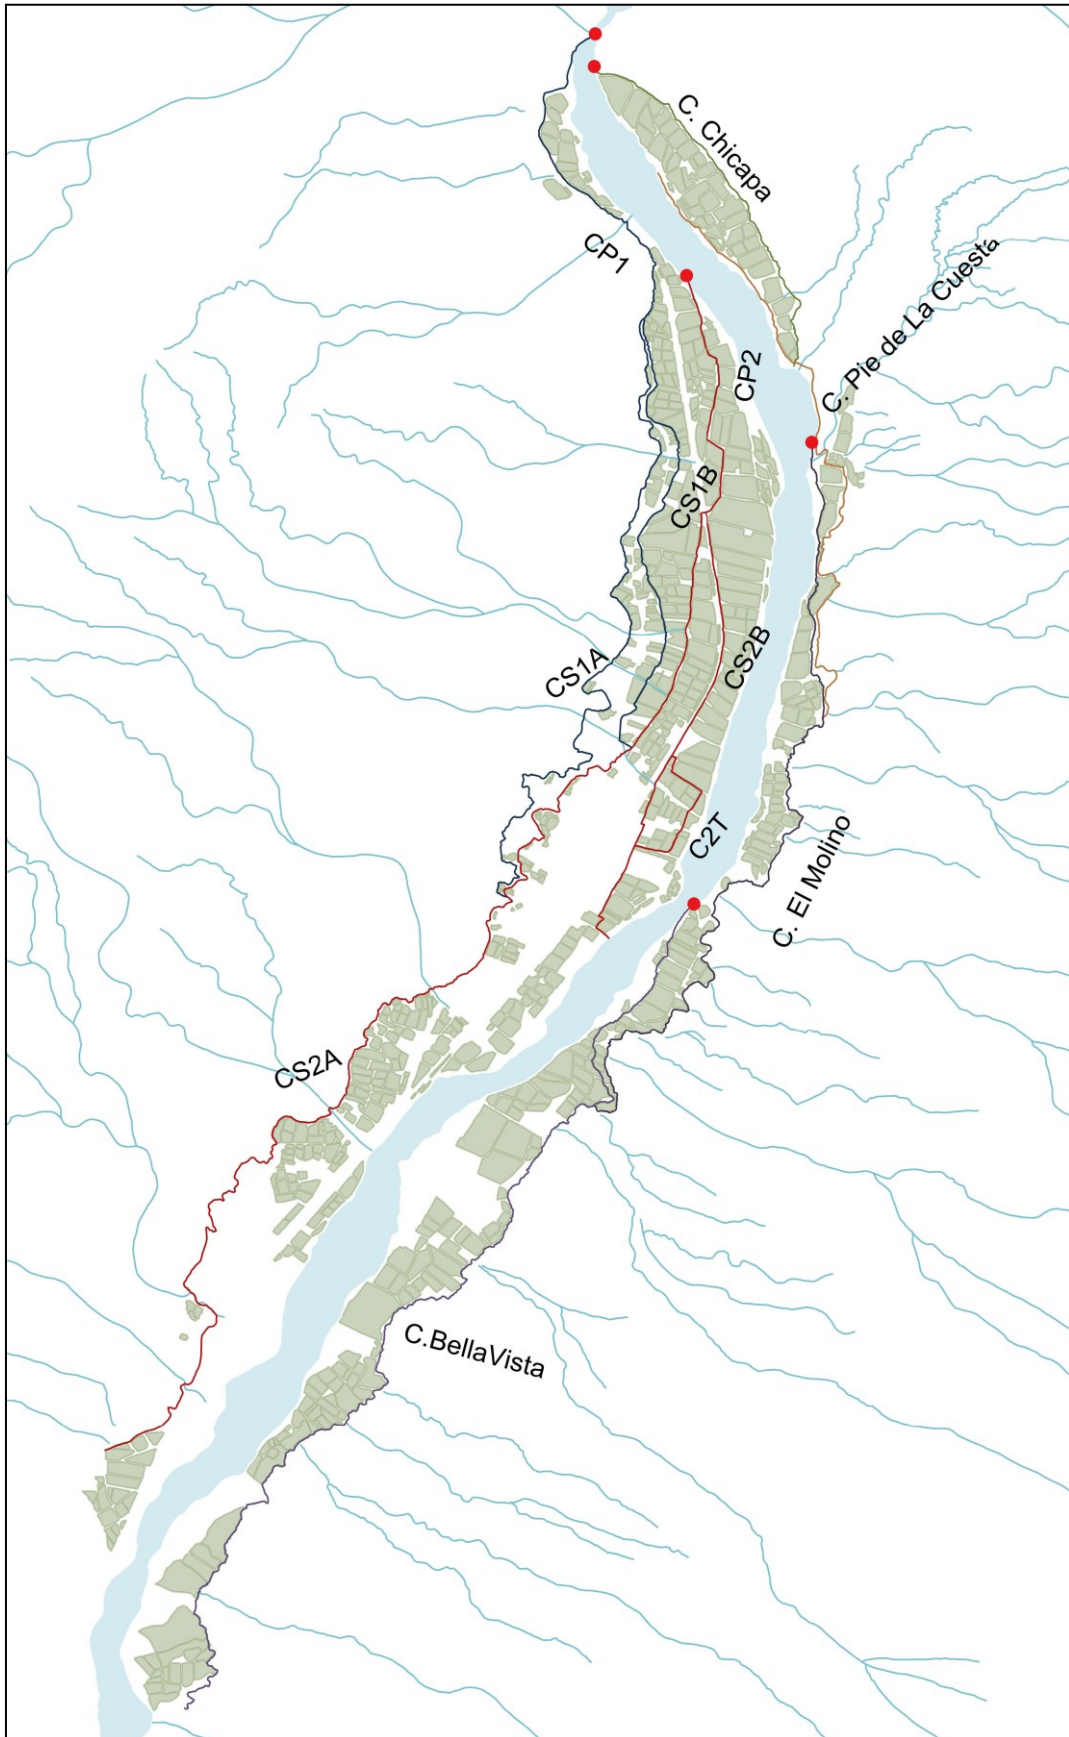 C. Chicapa
CP1
C. Pie de La Cuesta
CP2
CS1B
CS1A
CS2B
C2T
C. El Molino
CS2A
C.BellaVista